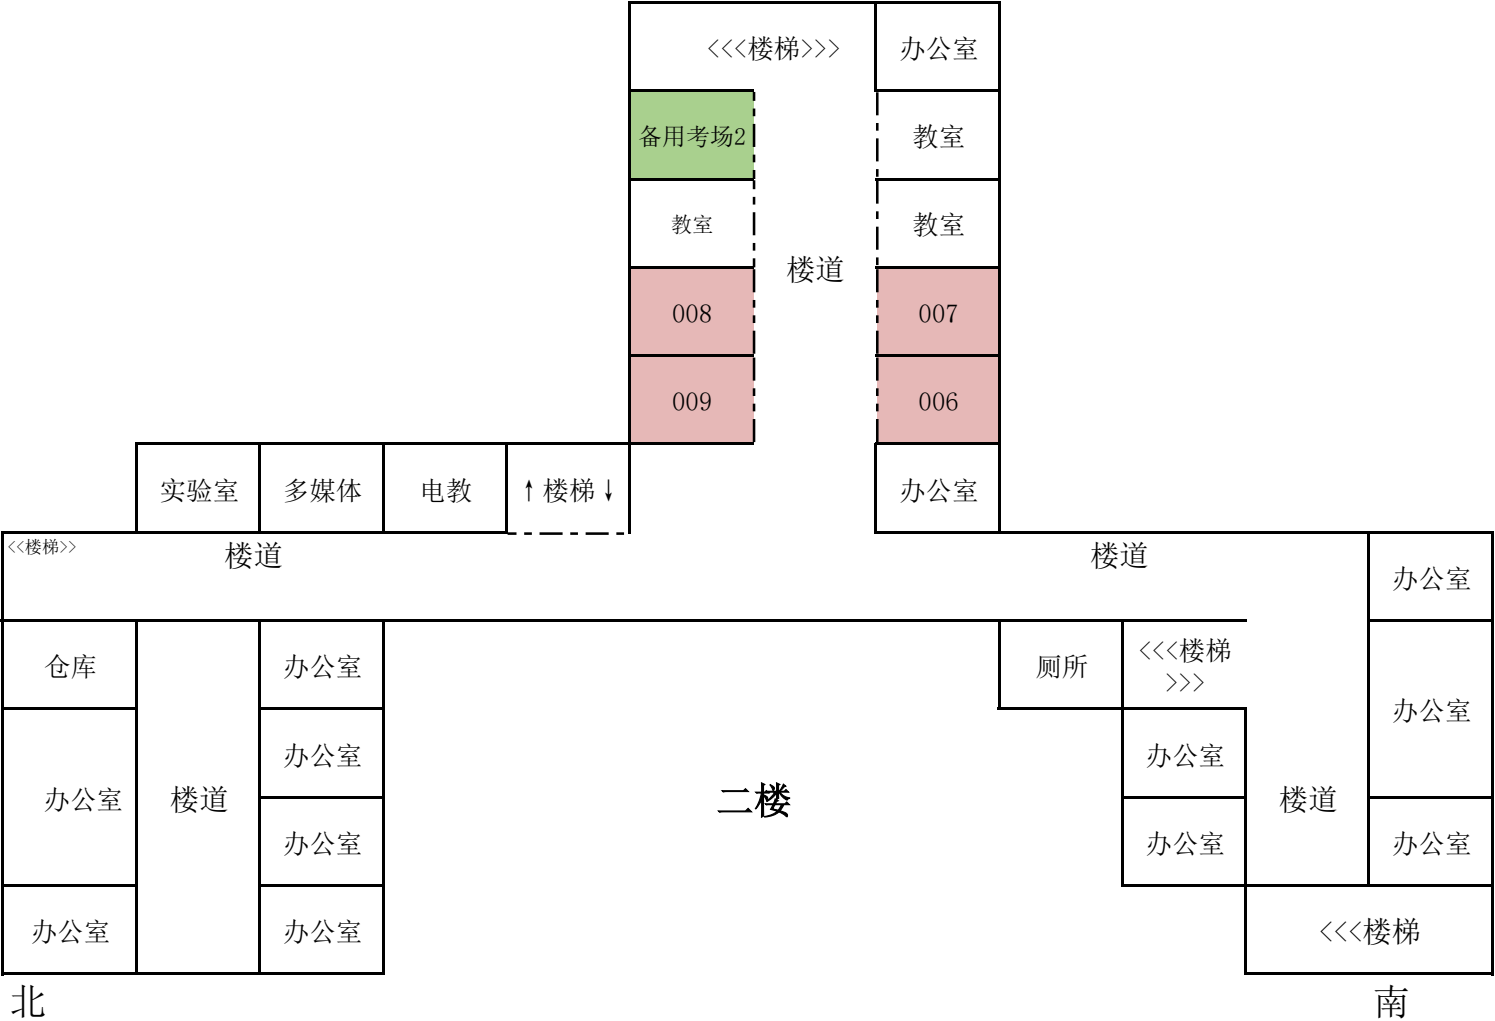 <<<楼梯>>>
办公室
备用考场2
教室
教室
教室
楼道
008
007
009
006
实验室
多媒体
电教
↑楼梯↓
办公室
<<楼梯>>
楼道
楼道
办公室
仓库
办公室
厕所
<<<楼梯
>>>
办公室
办公室
办公室
办公室
楼道
二楼
楼道
办公室
办公室
办公室
办公室
办公室
<<<楼梯
北
南